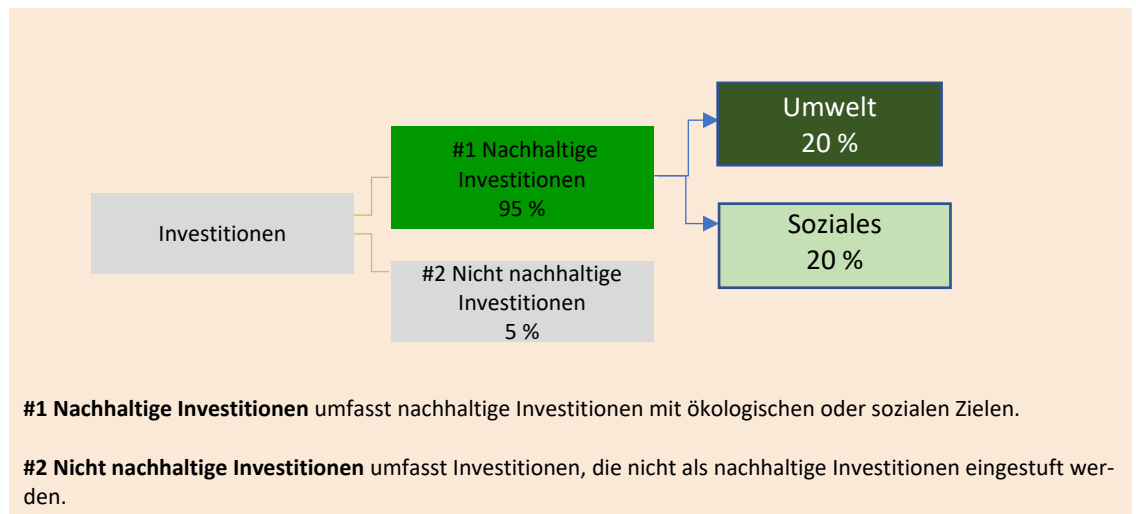 Umwelt
20 %
#1 Nachhaltige
Investitionen
95 %
Investitionen
Soziales
20 %
#2 Nicht nachhaltige
Investitionen
5 %
#1 Nachhaltige Investitionen umfasst nachhaltige Investitionen mit ökologischen oder sozialen Zielen.
#2 Nicht nachhaltige Investitionen umfasst Investitionen, die nicht als nachhaltige Investitionen eingestuft wer-
den.